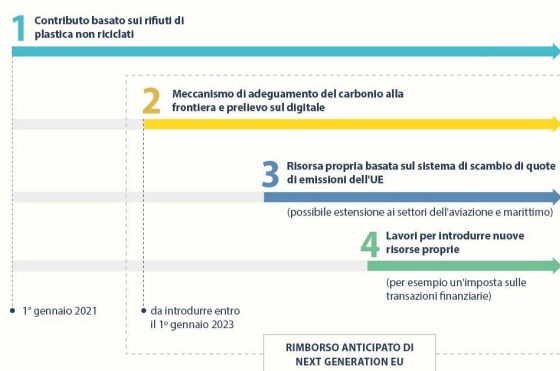 1
Contributo basato sui rifiuti di
plastica non riciclati
2
Meccanismo di adeguamento del carbonio alla
frontiera e prelievo sul digitale
3
Risorsa propria basata sul sistema di scambio di quote
di emissioni dell'UE
(possibile estensione ai settori dell'aviazione e marittimo)
4
Lavori per introdurre nuove
risorse proprie
(per esempio un'imposta sulle
transazioni finanziarie)
1° gennaio 2021
da introdurre entro
il 1º gennaio 2023
RIMBORSO ANTICIPATO DI
NEXT GENERATION EU